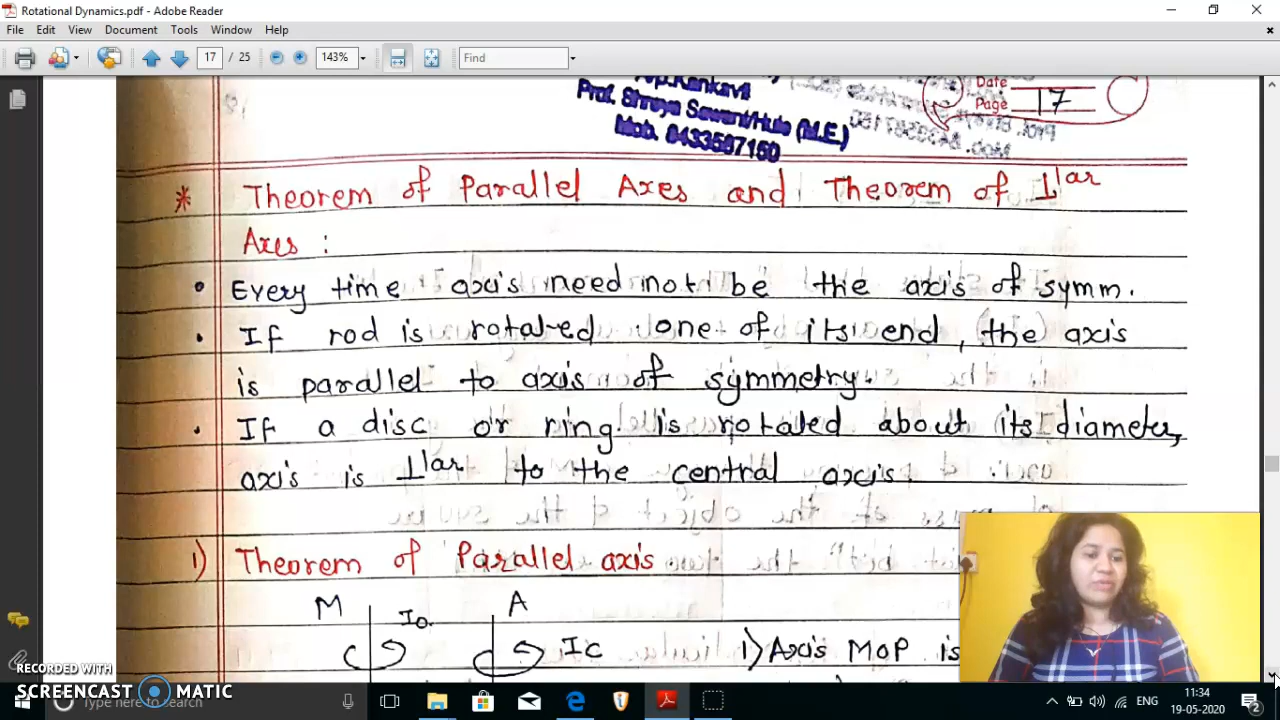 Rotational Dynamics.pdf - Adobe Reader
File Edit View Document Tools Window Help
17 / 25 143% Find
Prof. Shreya Sawant/Hule (M.E.)
Mob. 8433587160
Date
Page 17
* Theorem of Parallel Axes and Theorem of ⊥lar
Axes :
• Every time axis need not be the axis of symm.
• If rod is rotated one of its end, the axis
is parallel to axis of symmetry.
• If a disc or ring is rotated about its diameter,
axis is ⊥lar to the central axis.
1) Theorem of Parallel axis
M A
Io
Ic 1) Axis MOP is
RECORDED WITH
SCREENCAST MATIC
Type here to search
ENG 11:34
19-05-2020
2